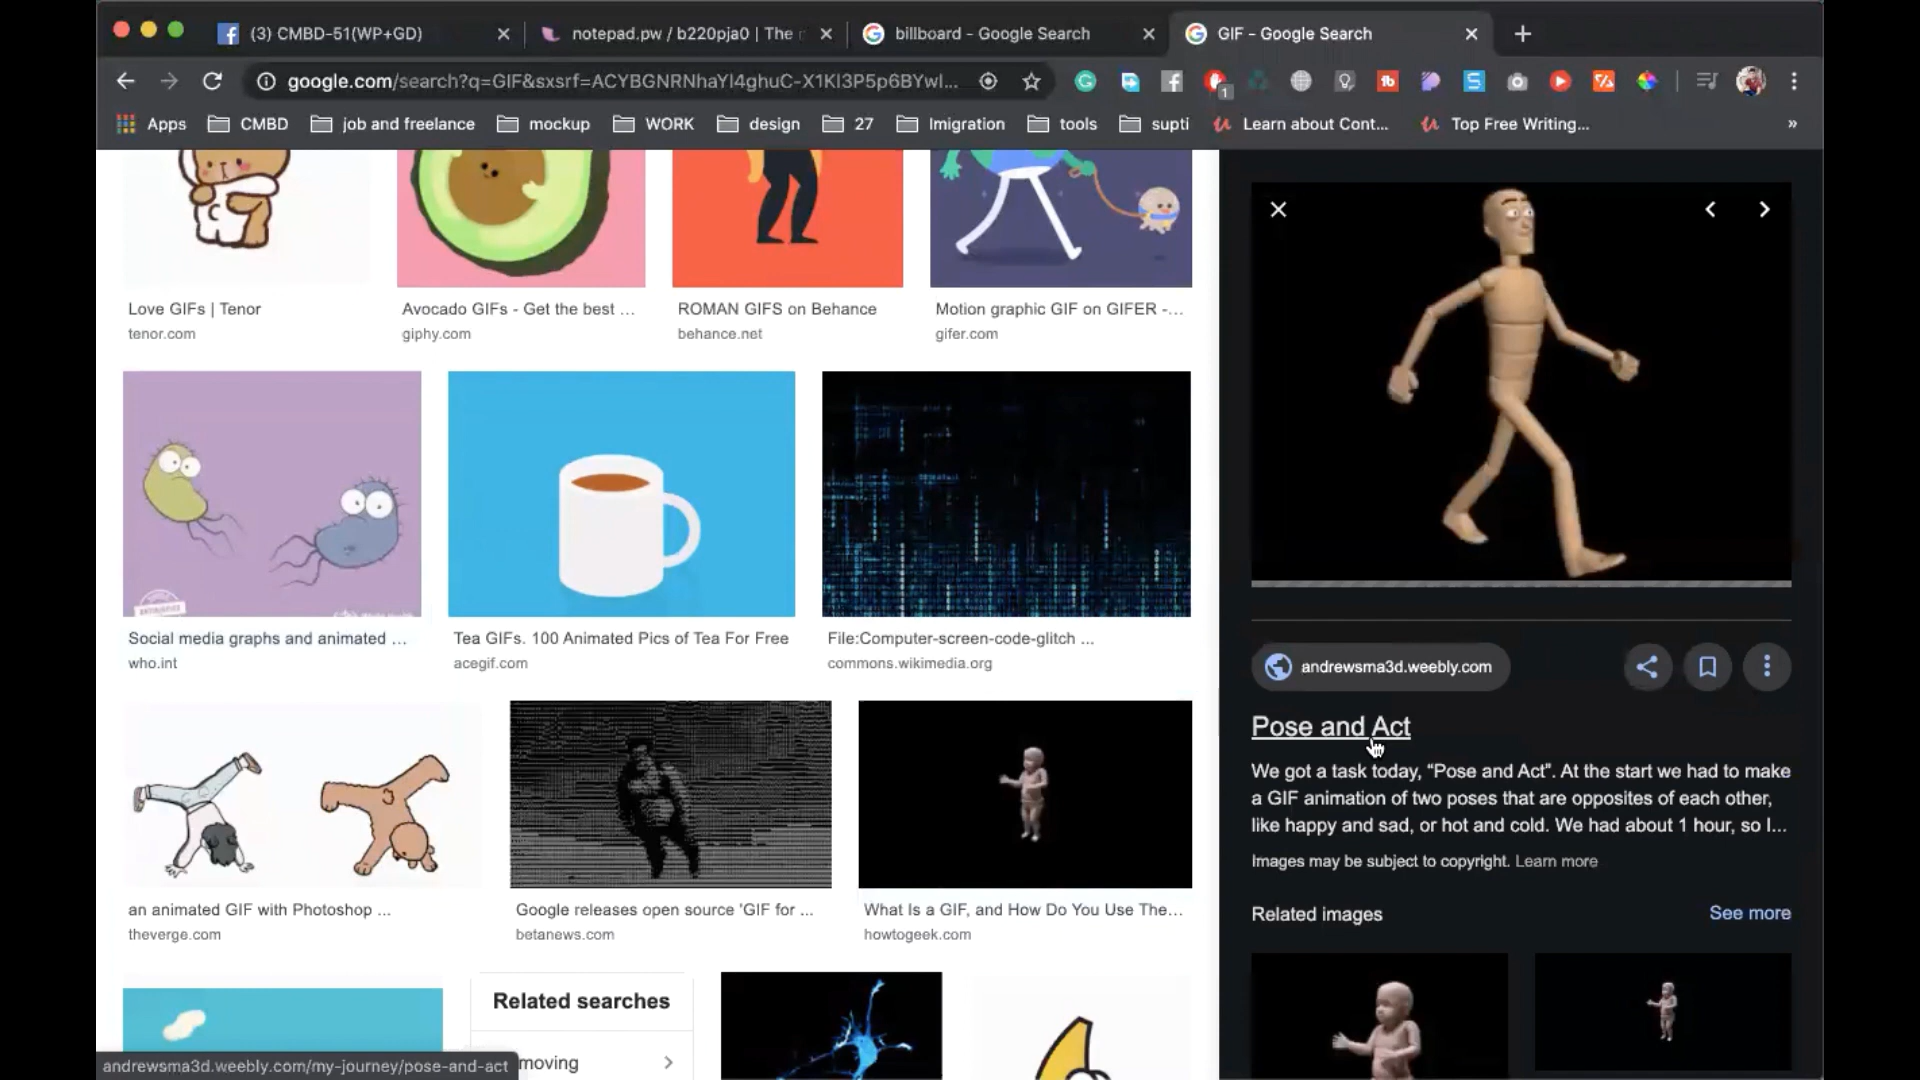 (3) CMBD-51(WP+GD)
notepad.pw / b220pja0 | The
billboard - Google Search
GIF - Google Search
google.com/search?q=GIF&sxsrf=ACYBGNRNhaYl4ghuC-X1Kl3P5p6BYwl...
1
Apps
CMBD
job and freelance
mockup
WORK
design
27
Imigration
tools
supti
Learn about Cont...
Top Free Writing...
»
Love GIFs | Tenor
tenor.com
Avocado GIFs - Get the best ...
giphy.com
ROMAN GIFS on Behance
behance.net
Motion graphic GIF on GIFER -...
gifer.com
Social media graphs and animated ...
who.int
Tea GIFs. 100 Animated Pics of Tea For Free
acegif.com
File:Computer-screen-code-glitch ...
commons.wikimedia.org
an animated GIF with Photoshop ...
theverge.com
Google releases open source 'GIF for ...
betanews.com
What Is a GIF, and How Do You Use The...
howtogeek.com
Related searches
moving
andrewsma3d.weebly.com/my-journey/pose-and-act
andrewsma3d.weebly.com
Pose and Act
We got a task today, “Pose and Act”. At the start we had to make
a GIF animation of two poses that are opposites of each other,
like happy and sad, or hot and cold. We had about 1 hour, so I...
Images may be subject to copyright. Learn more
Related images
See more